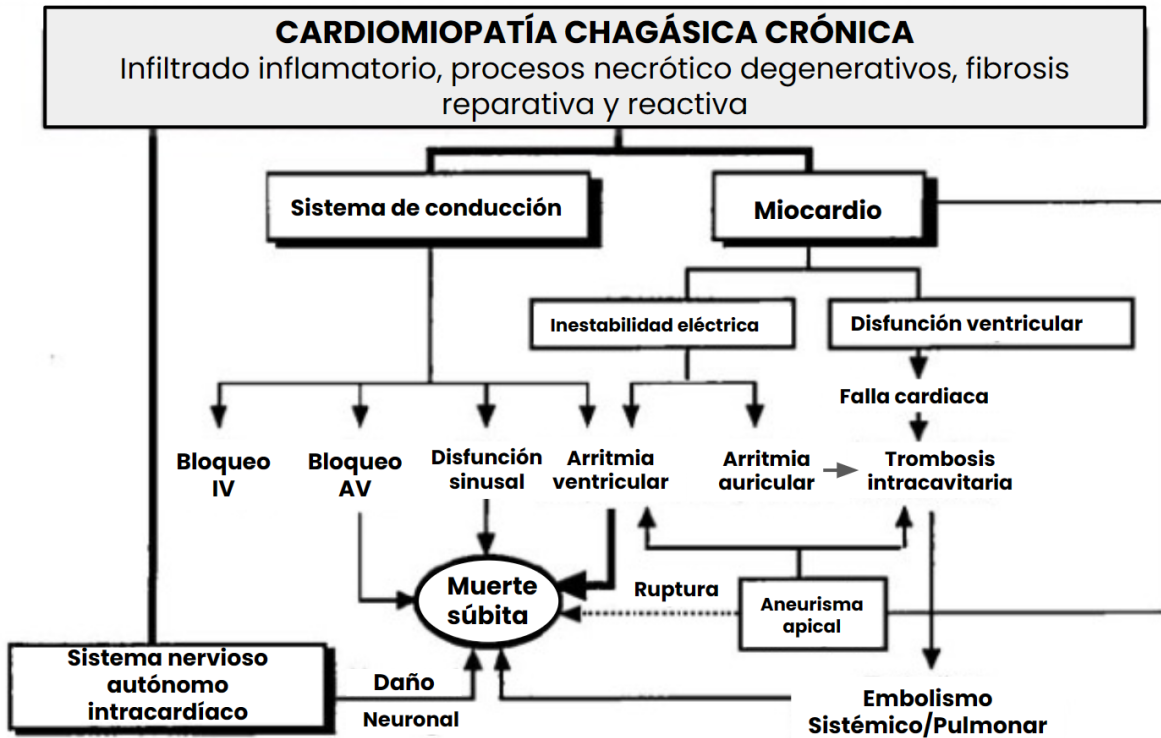 CARDIOMIOPATÍA CHAGÁSICA CRÓNICA
Infiltrado inflamatorio, procesos necrótico degenerativos, fibrosis
reparativa y reactiva
Sistema de conducción
Miocardio
Inestabilidad eléctrica
Disfunción ventricular
Falla cardiaca
Bloqueo
IV
Bloqueo
AV
Disfunción
sinusal
Arritmia
ventricular
Arritmia
auricular
Trombosis
intracavitaria
Muerte
súbita
Ruptura
Aneurisma
apical
Sistema nervioso
autónomo
intracardíaco
Daño
Neuronal
Embolismo
Sistémico/Pulmonar